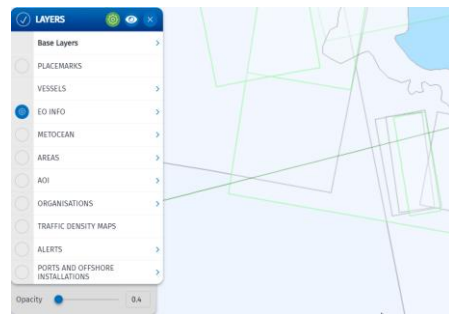 LAYERS
Base Layers
PLACEMARKS
VESSELS
EO INFO
METOCEAN
AREAS
AOI
ORGANISATIONS
TRAFFIC DENSITY MAPS
ALERTS
PORTS AND OFFSHORE
INSTALLATIONS
Opacity 0.4